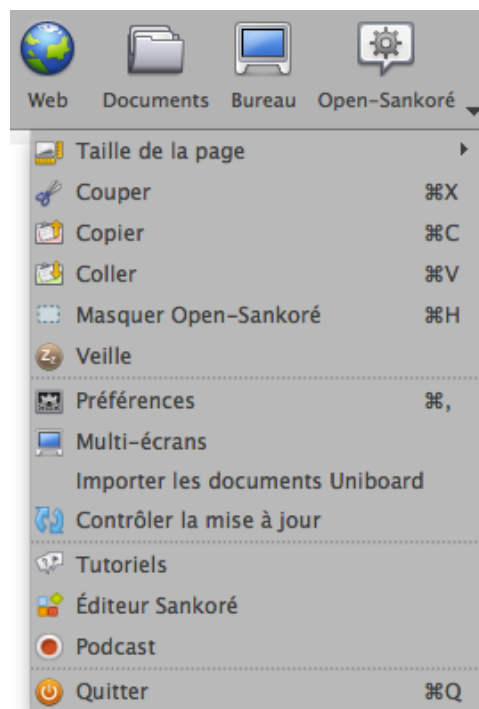 Web Documents Bureau Open-Sankoré
Taille de la page
Couper ⌘X
Copier ⌘C
Coller ⌘V
Masquer Open-Sankoré ⌘H
Veille
Préférences ⌘,
Multi-écrans
Importer les documents Uniboard
Contrôler la mise à jour
Tutoriels
Éditeur Sankoré
Podcast
Quitter ⌘Q